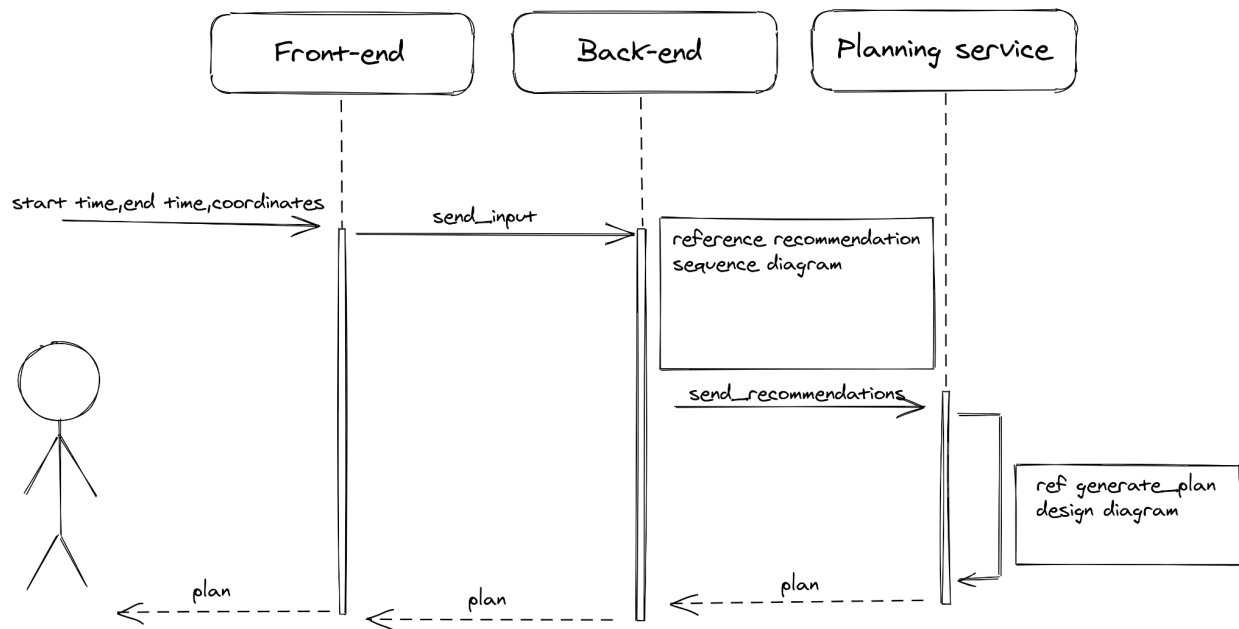 Front-end
Back-end
Planning service
start time,end time,coordinates
send_input
reference recommendation
sequence diagram
send_recommendations
ref generate_plan
design diagram
plan
plan
plan